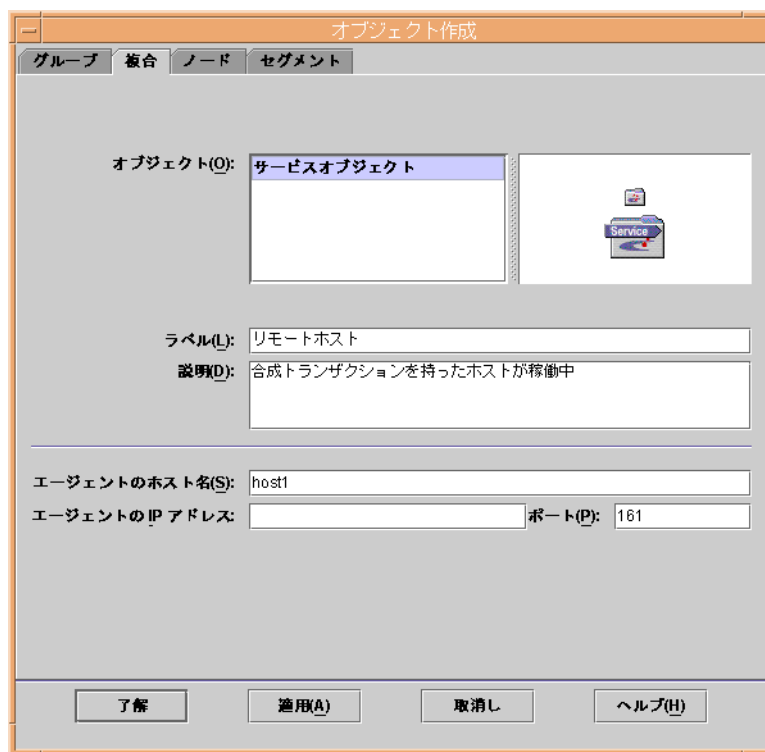 オブジェクト作成
グループ 複合 ノード セグメント
オブジェクト(O): サービスオブジェクト
Service
ラベル(L): リモートホスト
説明(D): 合成トランザクションを持ったホストが稼働中
エージェントのホスト名(S): host1
エージェントの IP アドレス: ポート(P): 161
了解 適用(A) 取消し ヘルプ(H)